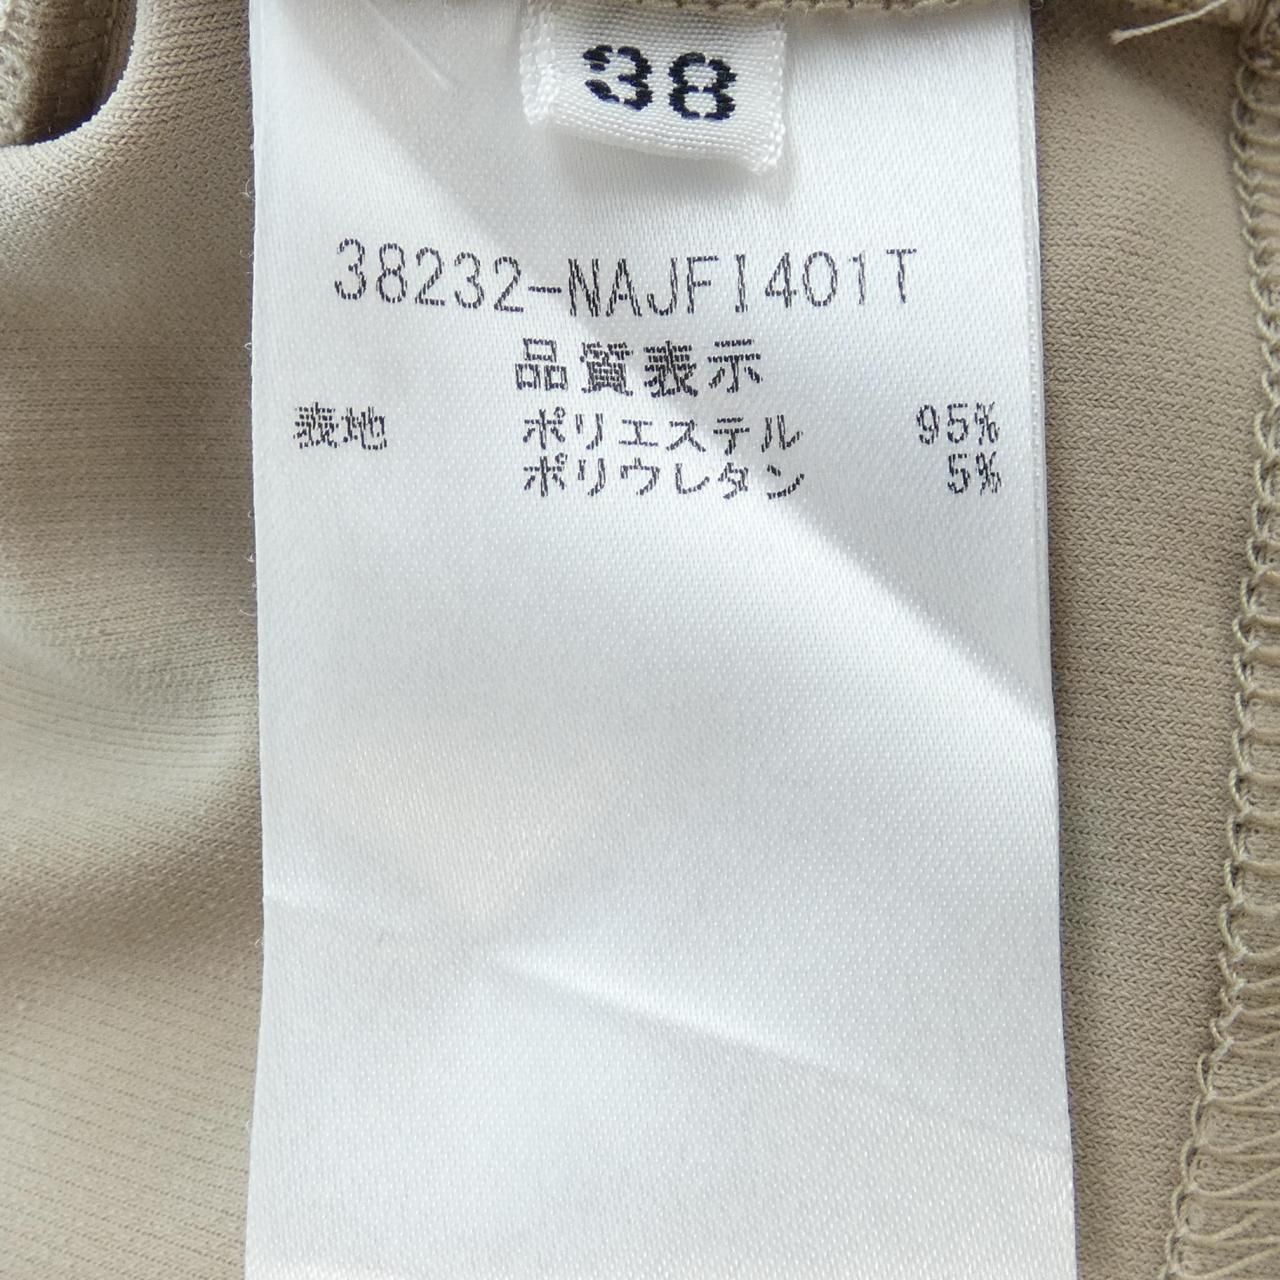 38
38232-NAJFI401T
品質表示
表地 ポリエステル 95%
ポリウレタン 5%